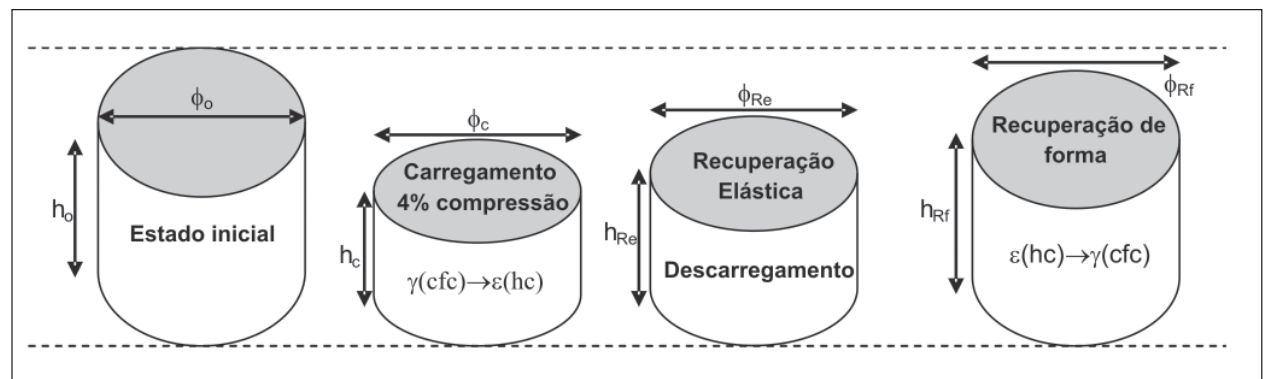 ϕo
ho
Estado inicial
ϕc
Carregamento
4% compressão
hc
γ(cfc)→ε(hc)
ϕRe
Recuperação
Elástica
hRe
Descarregamento
ϕRf
Recuperação de
forma
hRf
ε(hc)→γ(cfc)